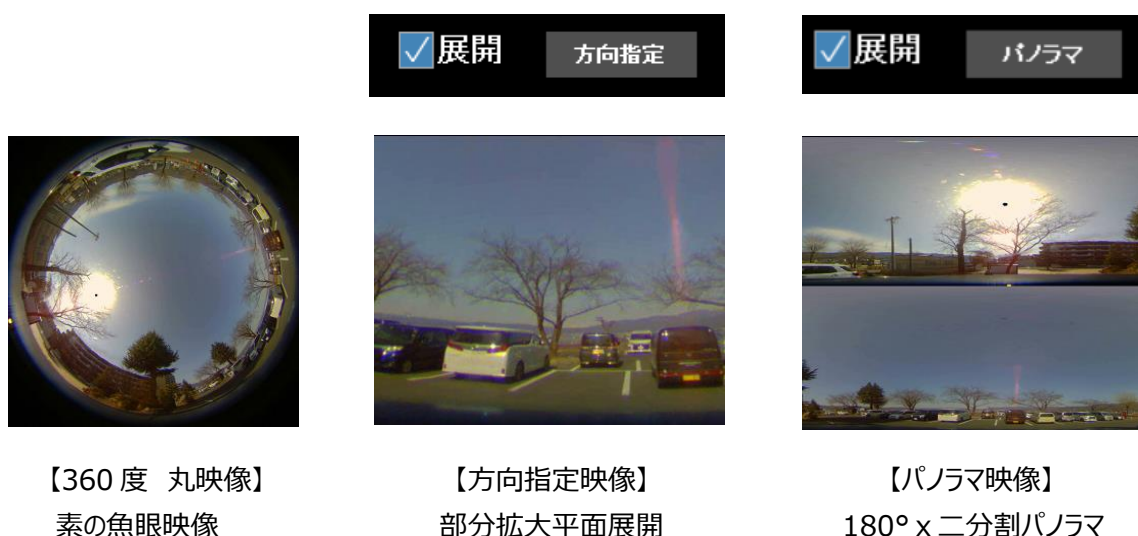 展開 方向指定
展開 パノラマ
【360 度 丸映像】
素の魚眼映像
【方向指定映像】
部分拡大平面展開
【パノラマ映像】
180° x 二分割パノラマ